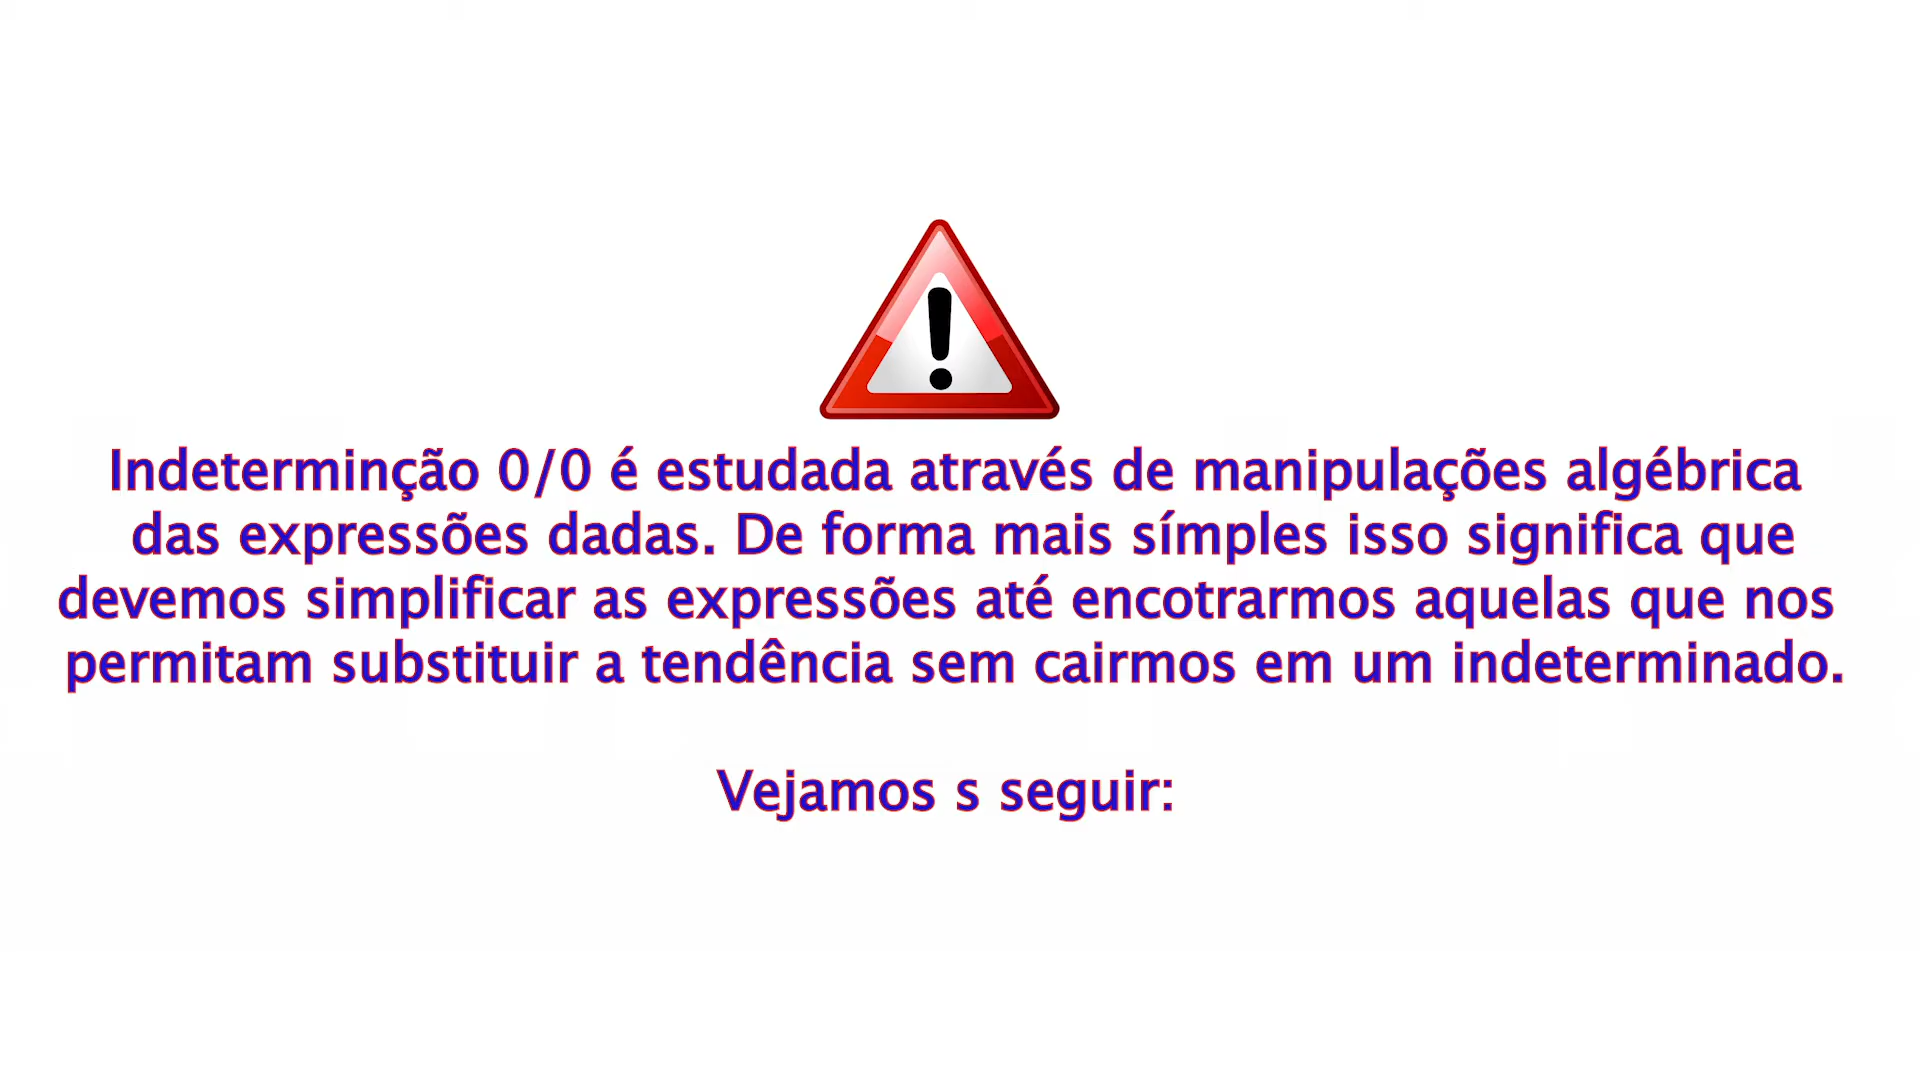 Indeterminção 0/0 é estudada através de manipulações algébrica
das expressões dadas. De forma mais símples isso significa que
devemos simplificar as expressões até encotrarmos aquelas que nos
permitam substituir a tendência sem cairmos em um indeterminado.
Vejamos s seguir: